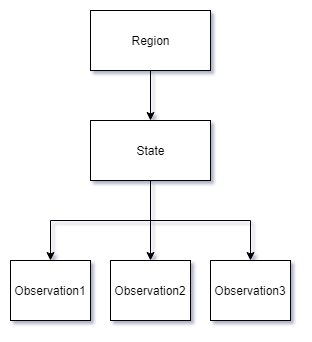 Region
State
Observation1
Observation2
Observation3